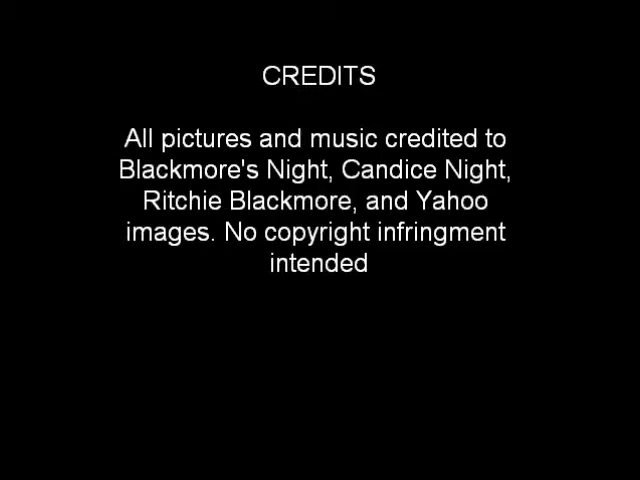 CREDITS
All pictures and music credited to
Blackmore's Night, Candice Night,
Ritchie Blackmore, and Yahoo
images. No copyright infringment
intended